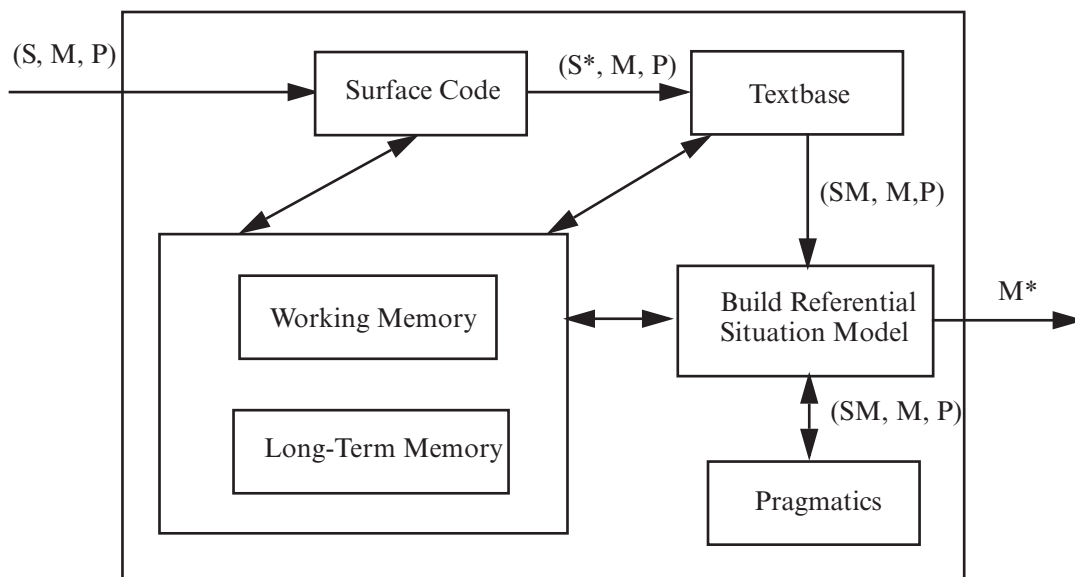 (S, M, P)
Surface Code
(S*, M, P)
Textbase
(SM, M,P)
Working Memory
Build Referential
Situation Model
M*
Long-Term Memory
(SM, M, P)
Pragmatics